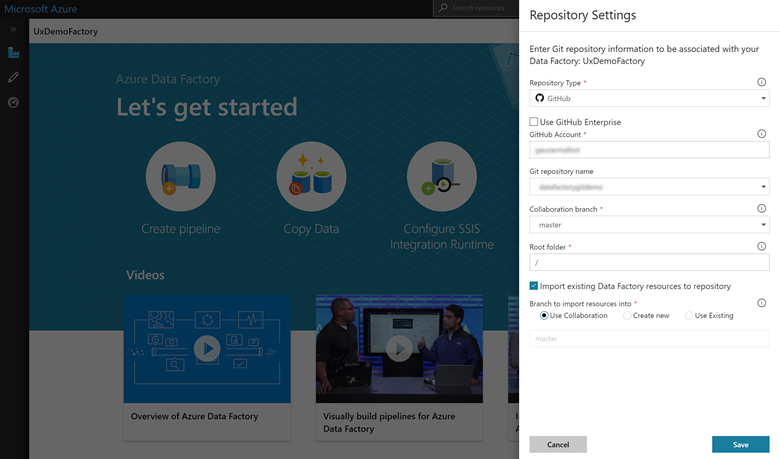 Microsoft Azure
Search resources
»
UxDemoFactory
Azure Data Factory
Let's get started
Create pipeline
Copy Data
Configure SSIS
Integration Runtime
Videos
Overview of Azure Data Factory
Visually build pipelines for Azure
Data Factory
Repository Settings
Enter Git repository information to be associated with your
Data Factory: UxDemoFactory
Repository Type *
GitHub
Use GitHub Enterprise
GitHub Account *
Git repository name
Collaboration branch *
master
Root folder *
/
Import existing Data Factory resources to repository
Branch to import resources into *
Use Collaboration Create new Use Existing
master
Cancel Save